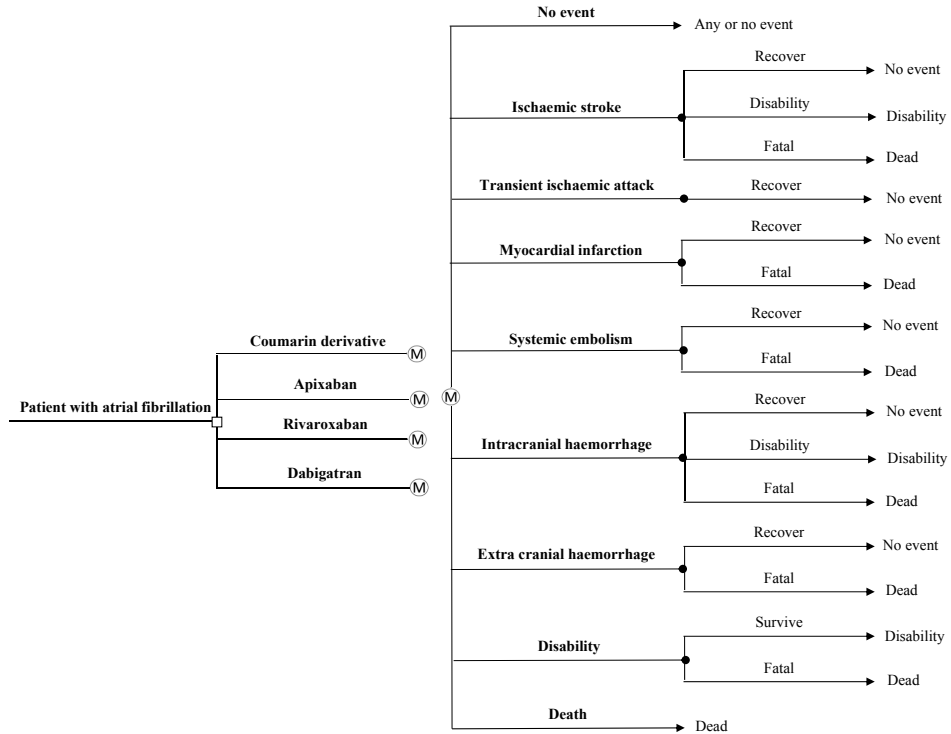 No event
Any or no event
Recover
No event
Ischaemic stroke
Disability
Disability
Fatal
Dead
Transient ischaemic attack
Recover
No event
Recover
No event
Myocardial infarction
Fatal
Dead
Recover
No event
Systemic embolism
Fatal
Dead
Coumarin derivative
M
Apixaban
M
M
Patient with atrial fibrillation
Rivaroxaban
M
Dabigatran
M
Recover
No event
Intracranial haemorrhage
Disability
Disability
Fatal
Dead
Recover
No event
Extra cranial haemorrhage
Fatal
Dead
Survive
Disability
Disability
Fatal
Dead
Death
Dead